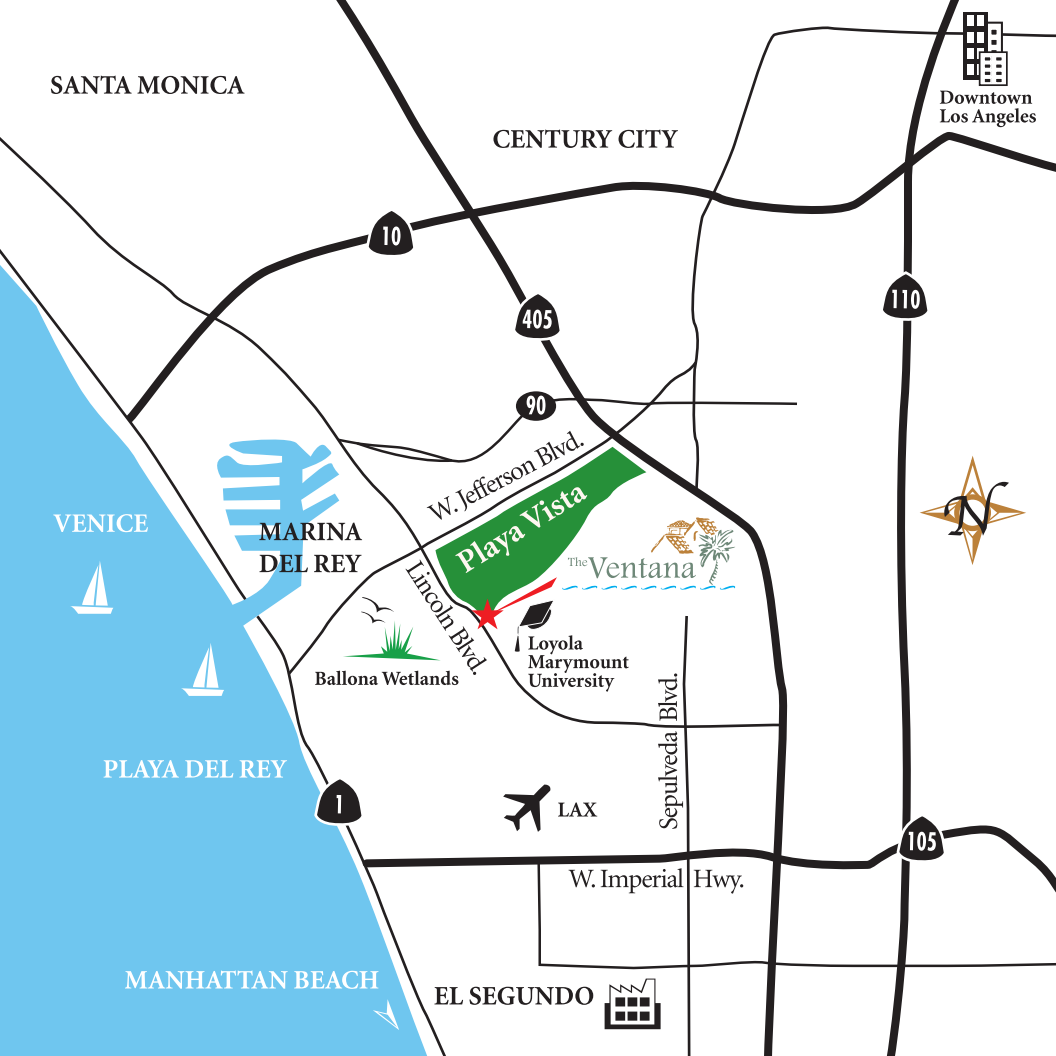 SANTA MONICA
Downtown
Los Angeles
CENTURY CITY
10
110
405
90
W. Jefferson Blvd.
Playa Vista
VENICE
MARINA
DEL REY
N
The Ventana
Lincoln Blvd.
Loyola
Marymount
University
Ballona Wetlands
Sepulveda Blvd.
PLAYA DEL REY
1
LAX
105
W. Imperial Hwy.
MANHATTAN BEACH
EL SEGUNDO